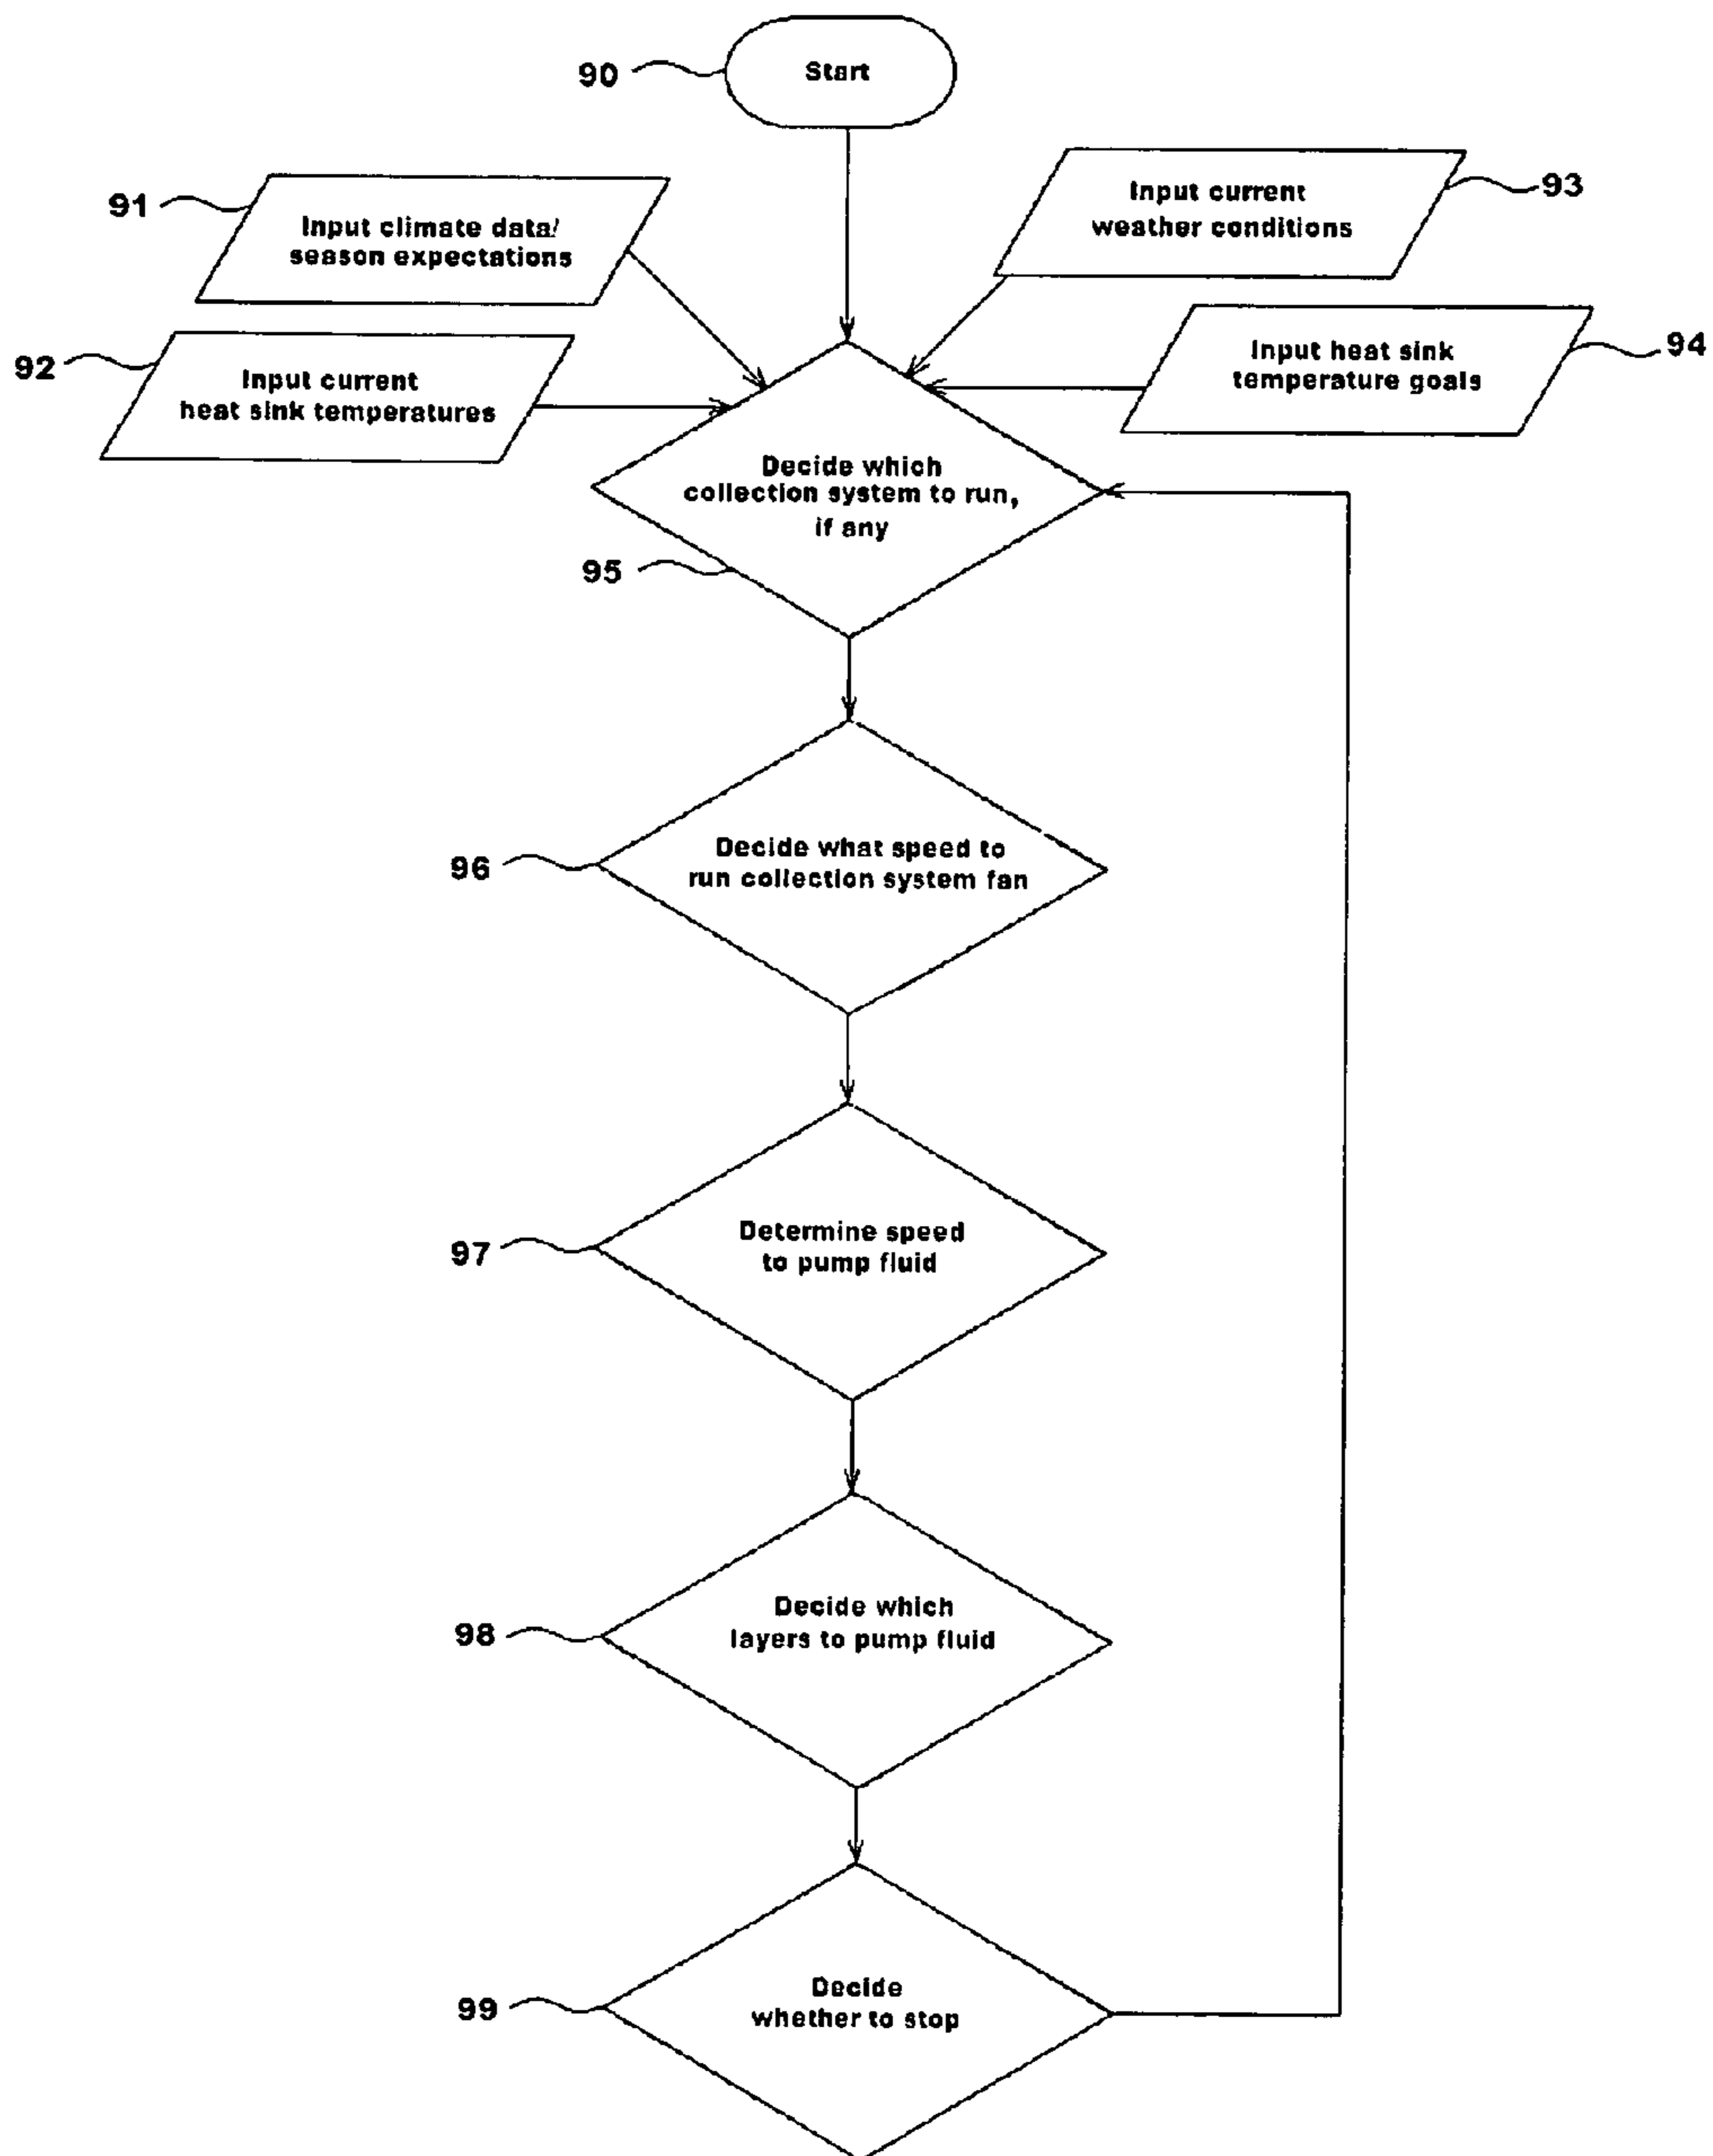 90
Start
91
Input climate data/
season expectations
Input current
weather conditions
93
92
Input current
heat sink temperatures
Input heat sink
temperature goals
94
Decide which
collection system to run,
if any
95
96
Decide what speed to
run collection system fan
97
Determine speed
to pump fluid
98
Decide which
layers to pump fluid
99
Decide
whether to stop